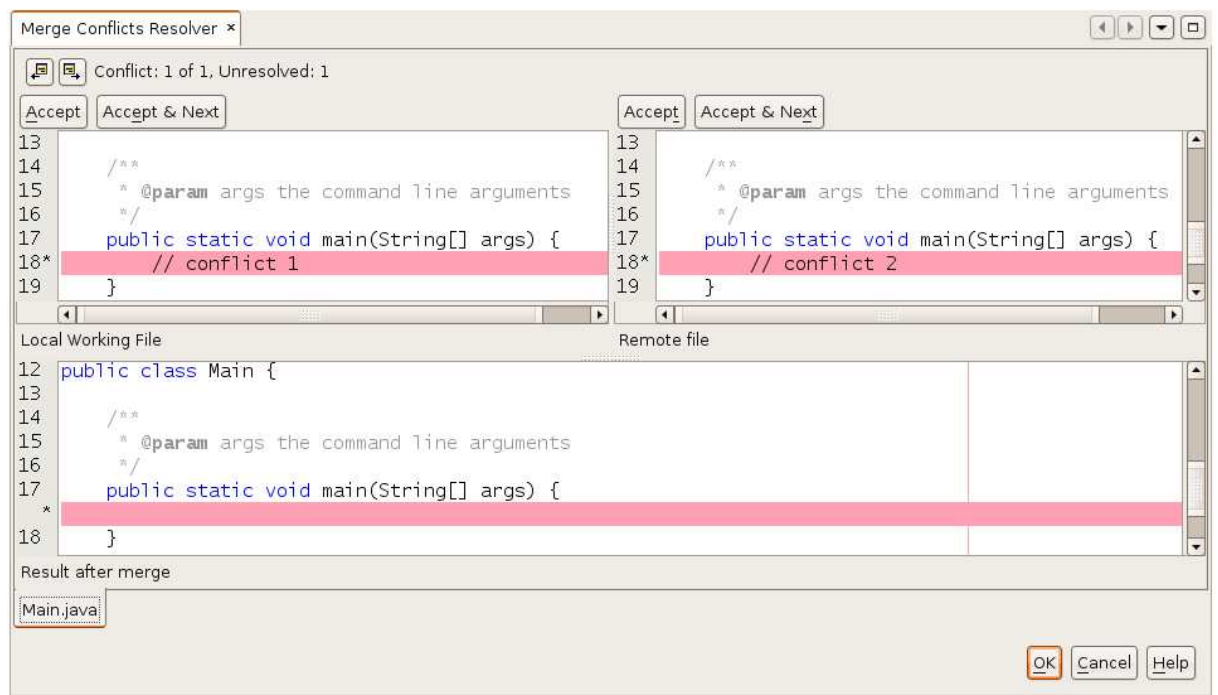 Merge Conflicts Resolver ×
Conflict: 1 of 1, Unresolved: 1
Accept Accept & Next
13
14 /**
15 * @param args the command line arguments
16 */
17 public static void main(String[] args) {
18* // conflict 1
19 }
Local Working File
Accept Accept & Next
13
14 /**
15 * @param args the command line arguments
16 */
17 public static void main(String[] args) {
18* // conflict 2
19 }
Remote file
12 public class Main {
13
14 /**
15 * @param args the command line arguments
16 */
17 public static void main(String[] args) {
*
18 }
Result after merge
Main.java
OK Cancel Help